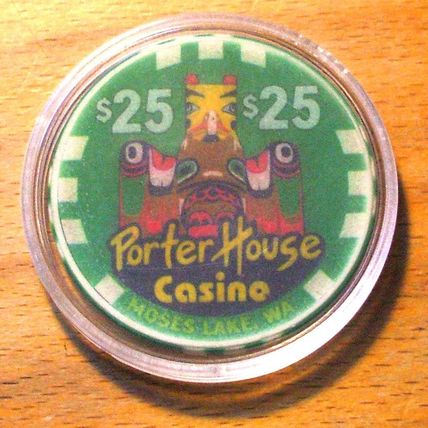 $25 $25
Porter House
Casino
MOSES LAKE, WA.